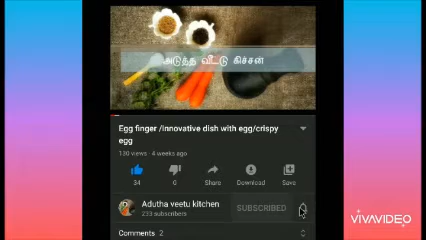 அடுத்த வீட்டு கிச்சன்
Egg finger /innovative dish with egg/crispy
egg
130 views · 4 weeks ago
34
0
Share
Download
Save
Adutha veetu kitchen
233 subscribers
SUBSCRIBED
Comments 2
VIVAVIDEO